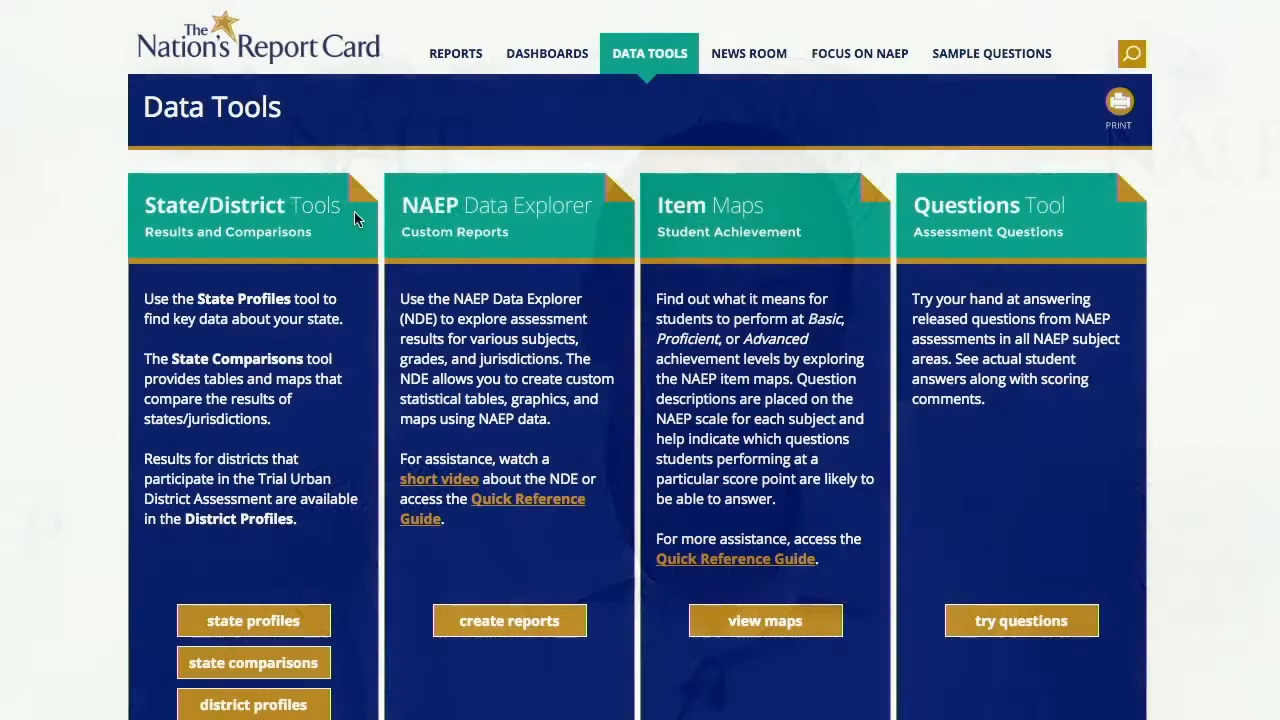 The
Nation's Report Card
REPORTS DASHBOARDS DATA TOOLS NEWS ROOM FOCUS ON NAEP SAMPLE QUESTIONS
Data Tools
PRINT
State/District Tools
Results and Comparisons
Use the State Profiles tool to
find key data about your state.
The State Comparisons tool
provides tables and maps that
compare the results of
states/jurisdictions.
Results for districts that
participate in the Trial Urban
District Assessment are available
in the District Profiles.
state profiles
state comparisons
district profiles
NAEP Data Explorer
Custom Reports
Use the NAEP Data Explorer
(NDE) to explore assessment
results for various subjects,
grades, and jurisdictions. The
NDE allows you to create custom
statistical tables, graphics, and
maps using NAEP data.
For assistance, watch a
short video about the NDE or
access the Quick Reference
Guide.
create reports
Item Maps
Student Achievement
Find out what it means for
students to perform at Basic,
Proficient, or Advanced
achievement levels by exploring
the NAEP item maps. Question
descriptions are placed on the
NAEP scale for each subject and
help indicate which questions
students performing at a
particular score point are likely to
be able to answer.
For more assistance, access the
Quick Reference Guide.
view maps
Questions Tool
Assessment Questions
Try your hand at answering
released questions from NAEP
assessments in all NAEP subject
areas. See actual student
answers along with scoring
comments.
try questions